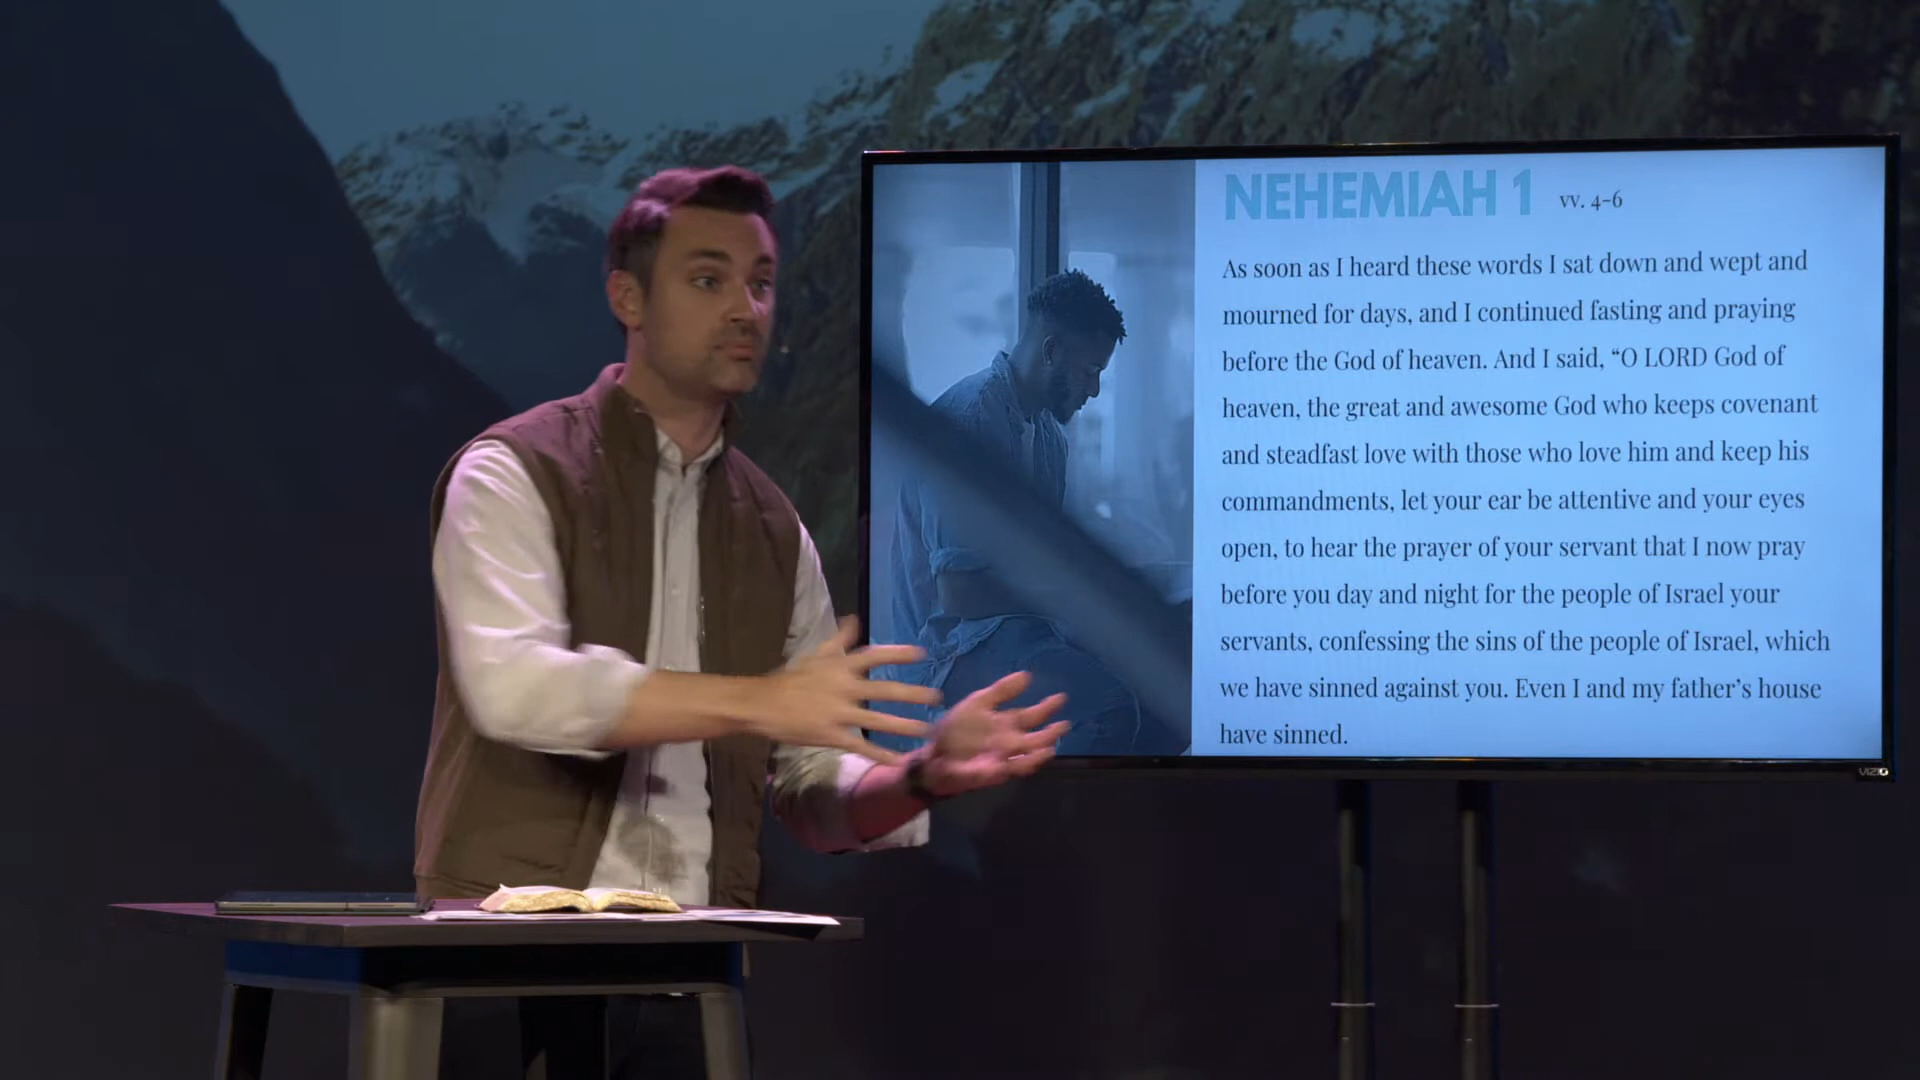 NEHEMIAH 1 vv. 4-6
As soon as I heard these words I sat down and wept and
mourned for days, and I continued fasting and praying
before the God of heaven. And I said, “O LORD God of
heaven, the great and awesome God who keeps covenant
and steadfast love with those who love him and keep his
commandments, let your ear be attentive and your eyes
open, to hear the prayer of your servant that I now pray
before you day and night for the people of Israel your
servants, confessing the sins of the people of Israel, which
we have sinned against you. Even I and my father’s house
have sinned.
VIZIO